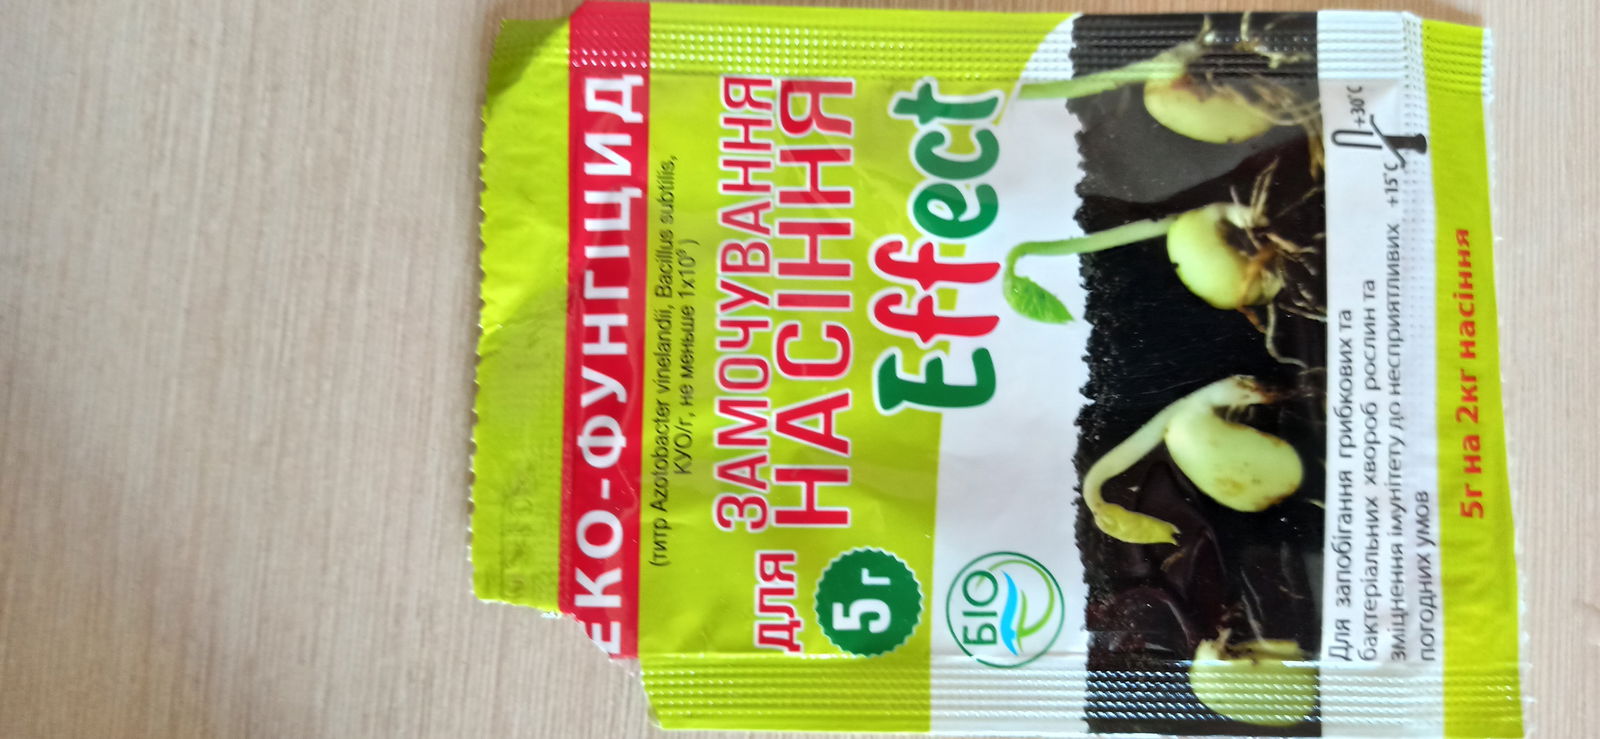 ЕКО-ФУНГІЦИД
(титр Azotobacter vinelandii, Bacillus subtilis,
КУО/г, не меньше 1x10⁹)
для ЗАМОЧУВАННЯ
НАСІННЯ
5 г
Effect
БІО
Для запобігання грибкових та
бактеріальних хвороб рослин та
зміцнення імунітету до несприятливих
погодних умов
+15°C +30°C
5г на 2кг насіння